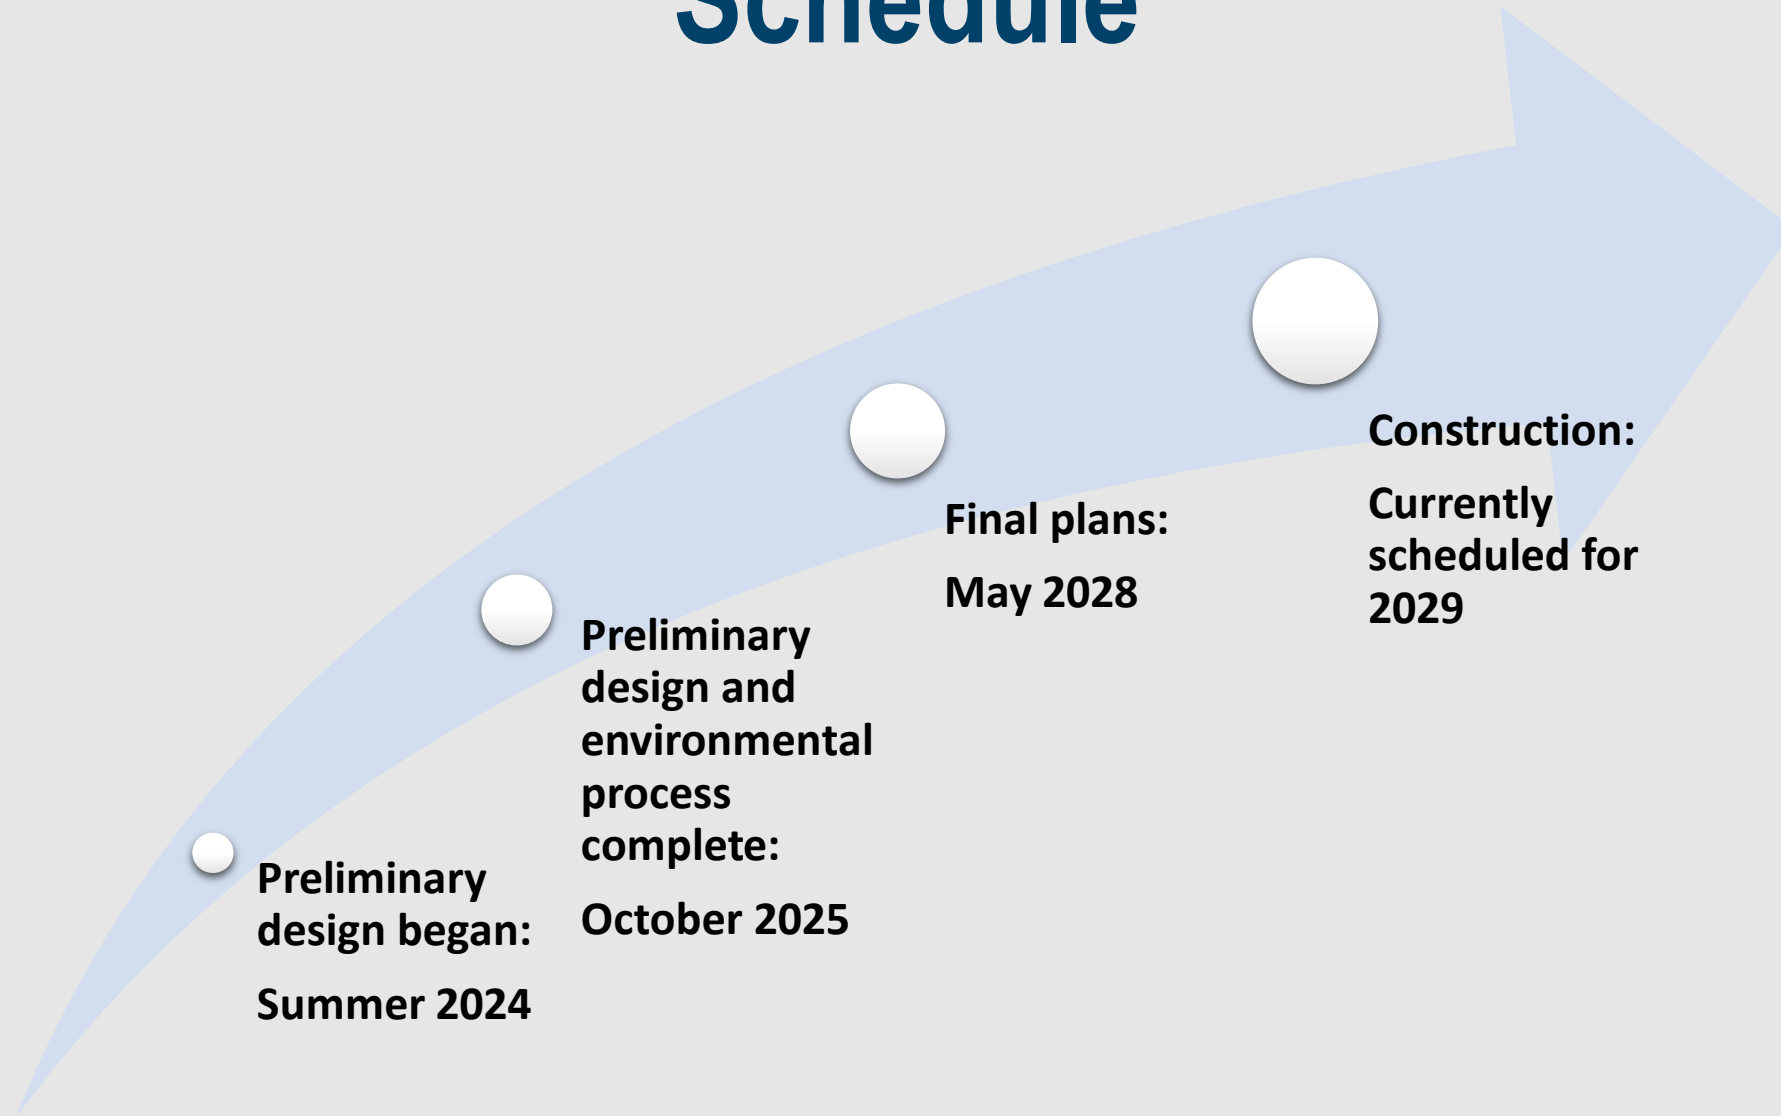 Schedule
Preliminary
design began:
Summer 2024
Preliminary
design and
environmental
process
complete:
October 2025
Final plans:
May 2028
Construction:
Currently
scheduled for
2029